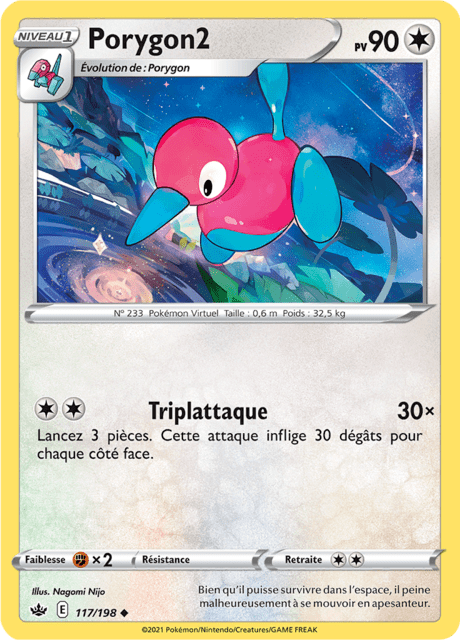 NIVEAU 1
Porygon2
PV 90
Évolution de : Porygon
N° 233 Pokémon Virtuel Taille : 0,6 m Poids : 32,5 kg
Triplattaque 30×
Lancez 3 pièces. Cette attaque inflige 30 dégâts pour
chaque côté face.
Faiblesse ×2 Résistance Retraite
Illus. Nagomi Nijo
E 117/198
Bien qu'il puisse survivre dans l'espace, il peine
malheureusement à se mouvoir en apesanteur.
©2021 Pokémon/Nintendo/Creatures/GAME FREAK